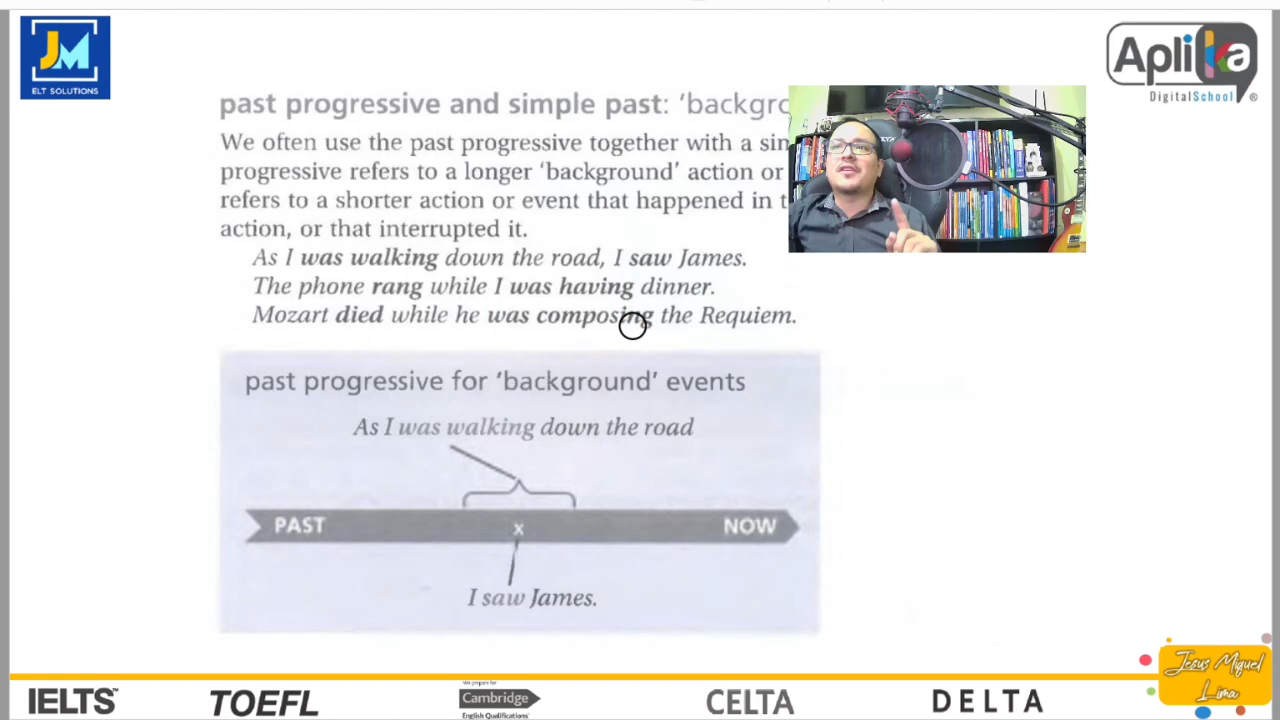 JM
ELT SOLUTIONS
Aplika
DigitalSchool ®
past progressive and simple past: 'backgro
We often use the past progressive together with a sin
progressive refers to a longer 'background' action or
refers to a shorter action or event that happened in t
action, or that interrupted it.
As I was walking down the road, I saw James.
The phone rang while I was having dinner.
Mozart died while he was composing the Requiem.
past progressive for 'background' events
As I was walking down the road
PAST x NOW
I saw James.
Jesus Miguel
Lima
IELTS™ TOEFL
We prepare for
Cambridge
English Qualifications
CELTA DELTA